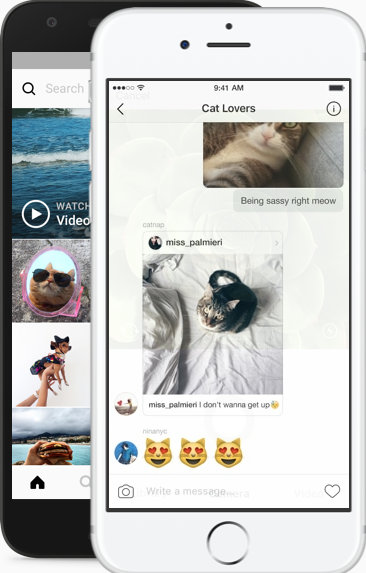 Search
WATCH
Video
9:41 AM
Cat Lovers
Being sassy right meow
catnap
miss_palmieri
miss_palmieri I don't wanna get up
ninanyc
Write a message...